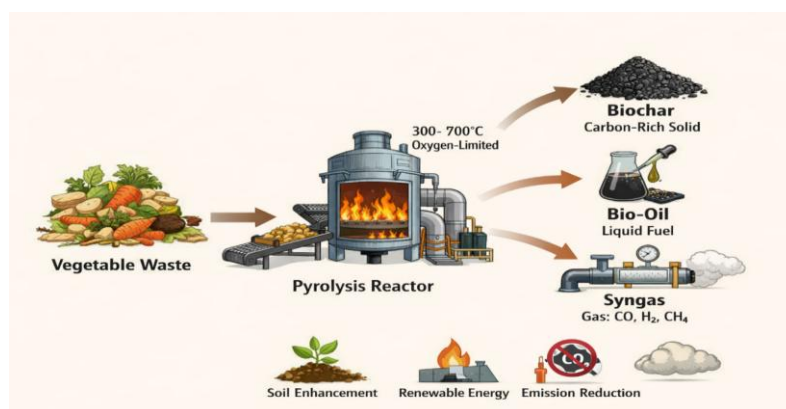 300- 700°C
Oxygen-Limited
Biochar
Carbon-Rich Solid
Bio-Oil
Liquid Fuel
Vegetable Waste
Pyrolysis Reactor
Syngas
Gas: CO, H₂, CH₄
CO
Soil Enhancement
Renewable Energy
Emission Reduction